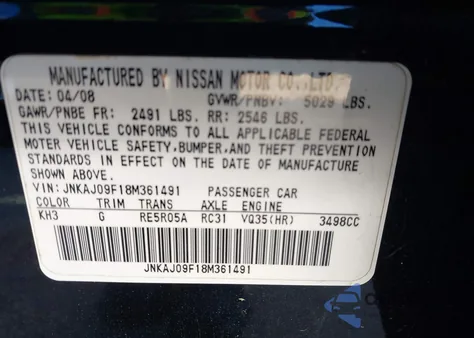 MANUFACTURED BY NISSAN MOTOR CO.,LTD.
DATE: 04/08 GVWR/PNBV: 5029 LBS.
GAWR/PNBE FR: 2491 LBS. RR: 2546 LBS.
THIS VEHICLE CONFORMS TO ALL APPLICABLE FEDERAL
MOTOR VEHICLE SAFETY, BUMPER, AND THEFT PREVENTION
STANDARDS IN EFFECT ON THE DATE OF MANUFACTURE
SHOWN ABOVE.
VIN: JNKAJ09F18M361491 PASSENGER CAR
COLOR TRIM TRANS AXLE ENGINE
KH3 G RE5R05A RC31 VQ35(HR) 3498CC
JNKAJ09F18M361491